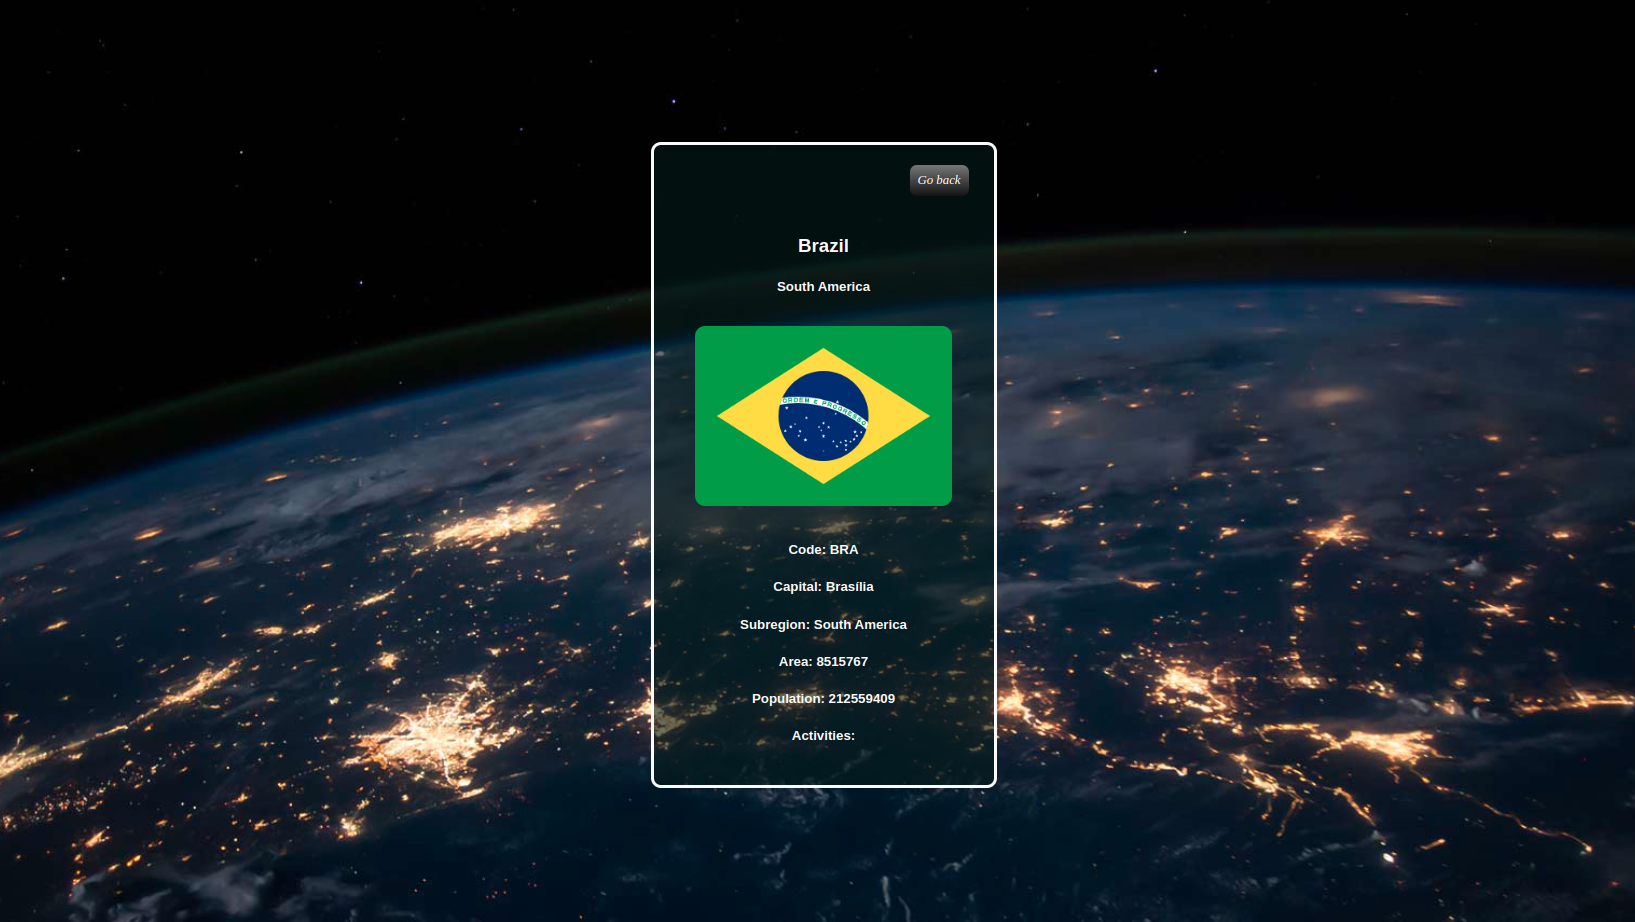 Go back
Brazil
South America
ORDEM E PROGRESSO
Code: BRA
Capital: Brasília
Subregion: South America
Area: 8515767
Population: 212559409
Activities: